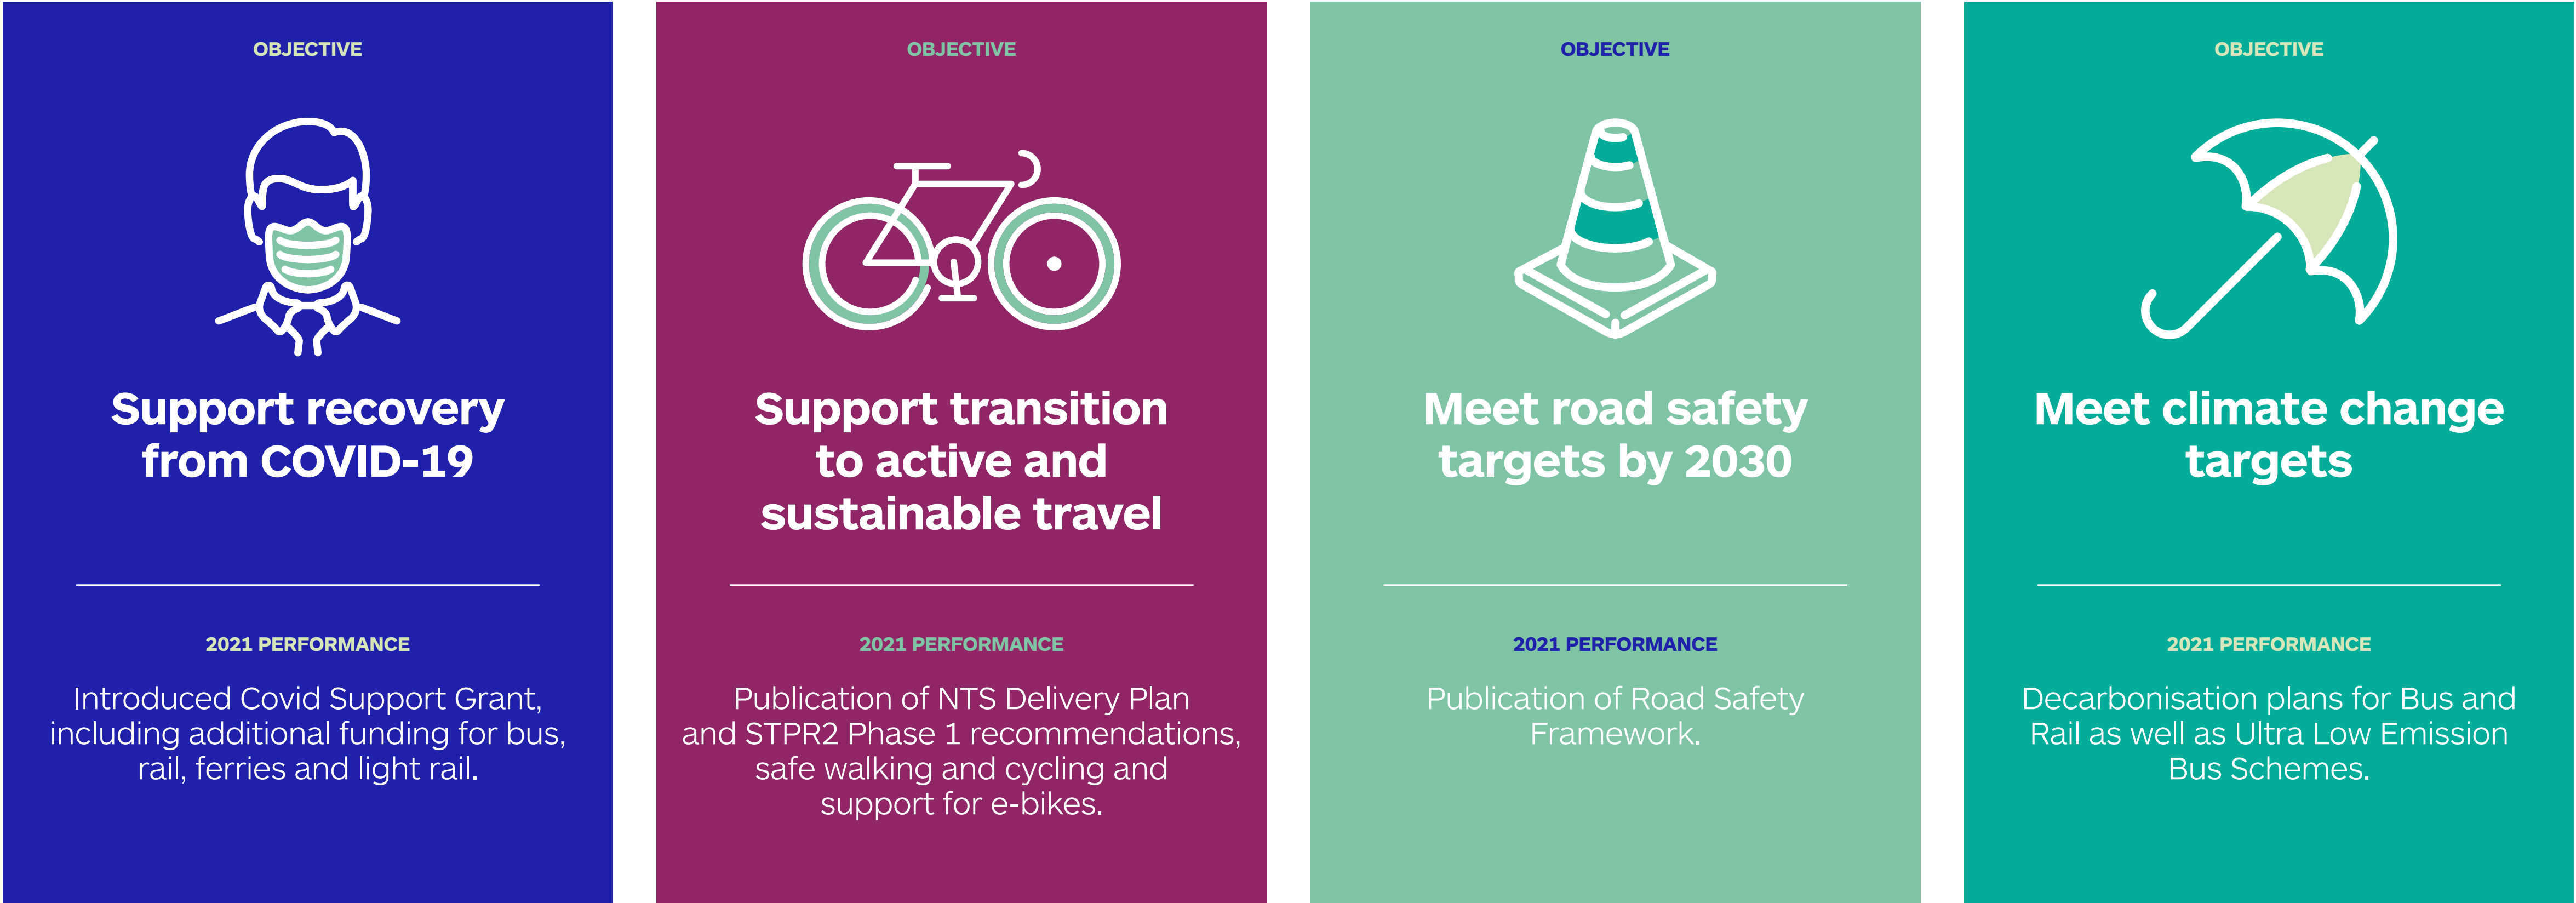 OBJECTIVE
Support recovery
from COVID-19
2021 PERFORMANCE
Introduced Covid Support Grant,
including additional funding for bus,
rail, ferries and light rail.
OBJECTIVE
Support transition
to active and
sustainable travel
2021 PERFORMANCE
Publication of NTS Delivery Plan
and STPR2 Phase 1 recommendations,
safe walking and cycling and
support for e-bikes.
OBJECTIVE
Meet road safety
targets by 2030
2021 PERFORMANCE
Publication of Road Safety
Framework.
OBJECTIVE
Meet climate change
targets
2021 PERFORMANCE
Decarbonisation plans for Bus and
Rail as well as Ultra Low Emission
Bus Schemes.